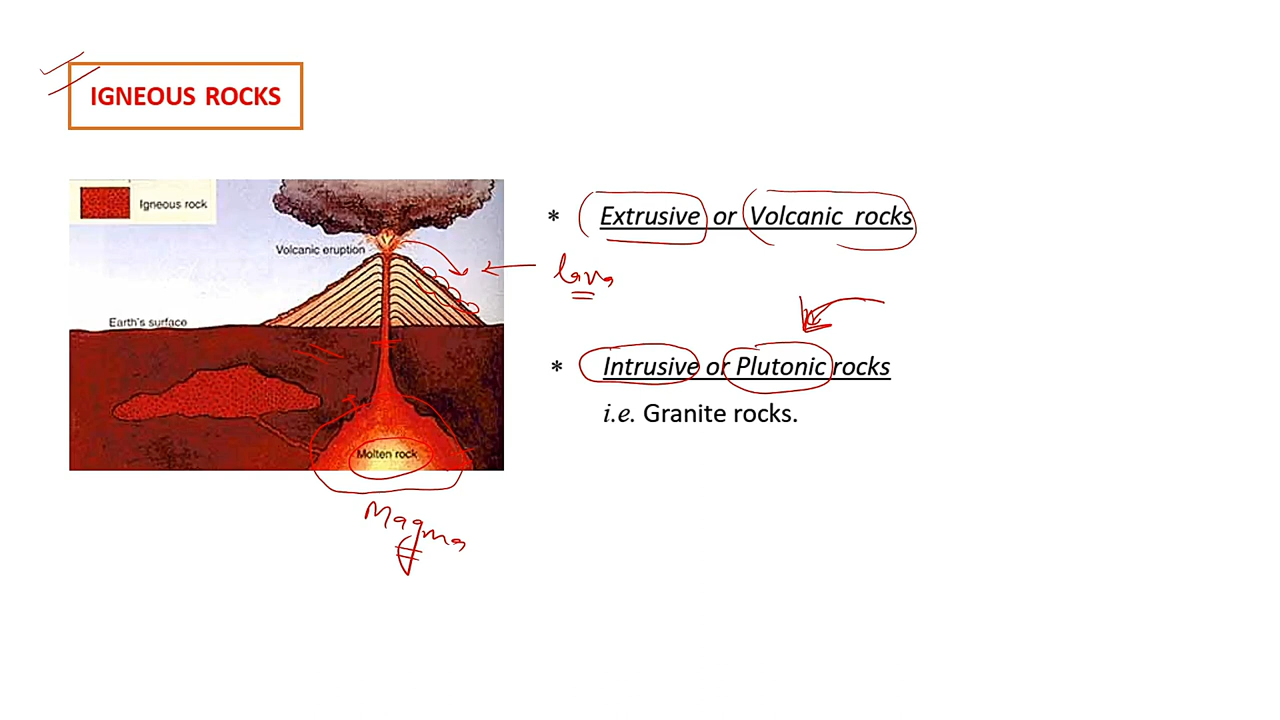 IGNEOUS ROCKS
Igneous rock
Volcanic eruption
Earth's surface
Molten rock
Magma
* Extrusive or Volcanic rocks
lava
* Intrusive or Plutonic rocks
i.e. Granite rocks.